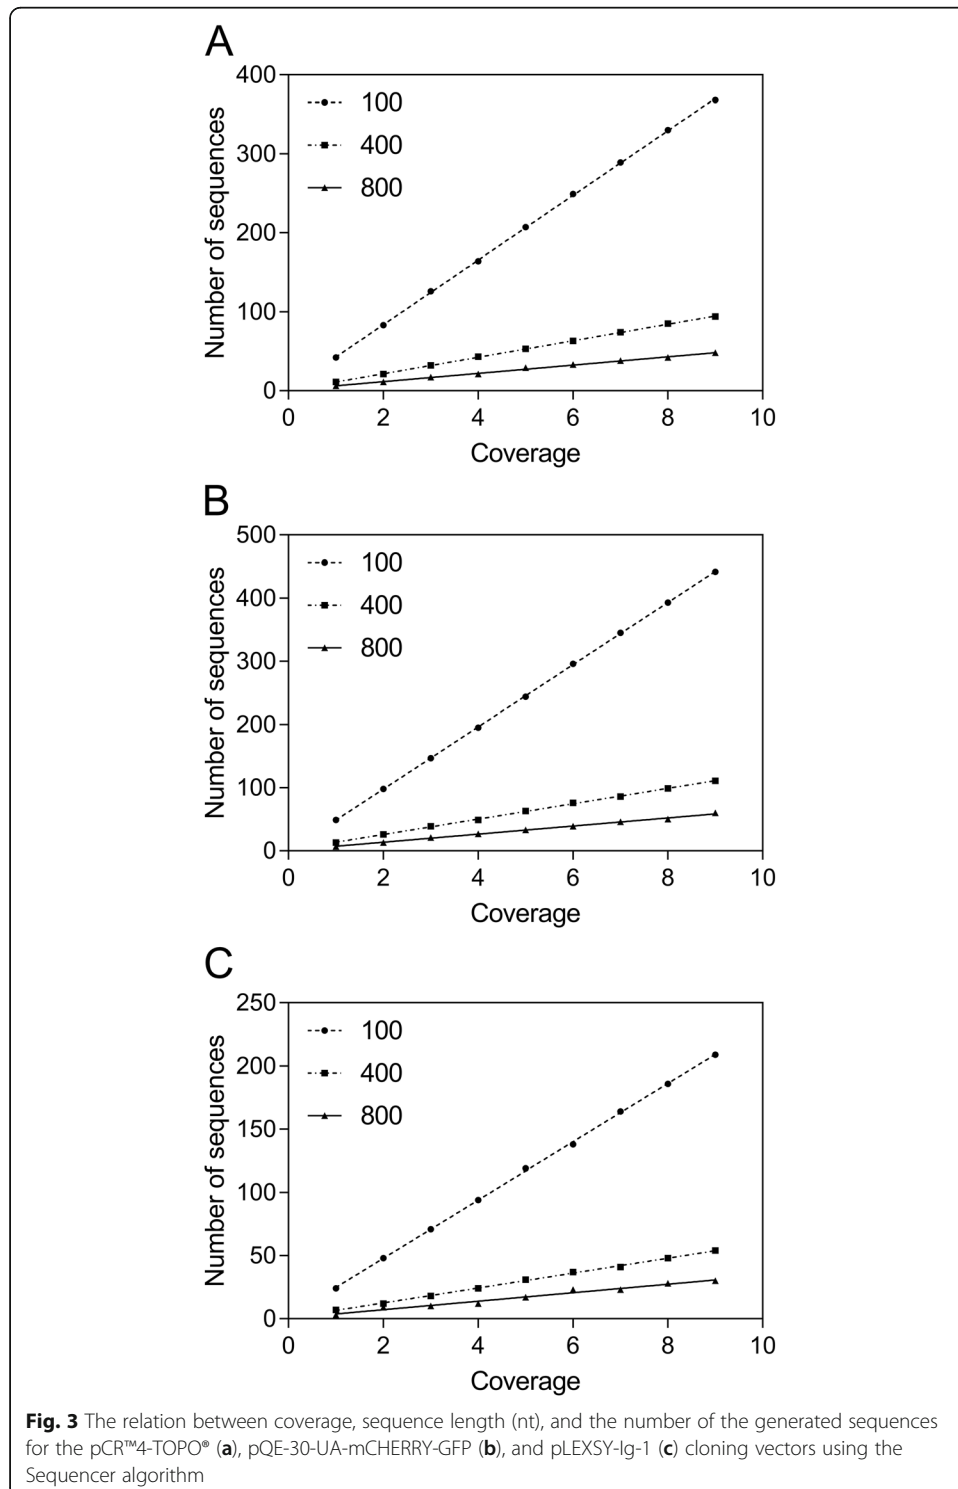 A
400
300
200
100
0
Number of sequences
100
400
800
0 2 4 6 8 10
Coverage
B
500
400
300
200
100
0
Number of sequences
100
400
800
0 2 4 6 8 10
Coverage
C
250
200
150
100
50
0
Number of sequences
100
400
800
0 2 4 6 8 10
Coverage
Fig. 3 The relation between coverage, sequence length (nt), and the number of the generated sequences
for the pCR™4-TOPO® (a), pQE-30-UA-mCHERRY-GFP (b), and pLEXSY-Ig-1 (c) cloning vectors using the
Sequencer algorithm